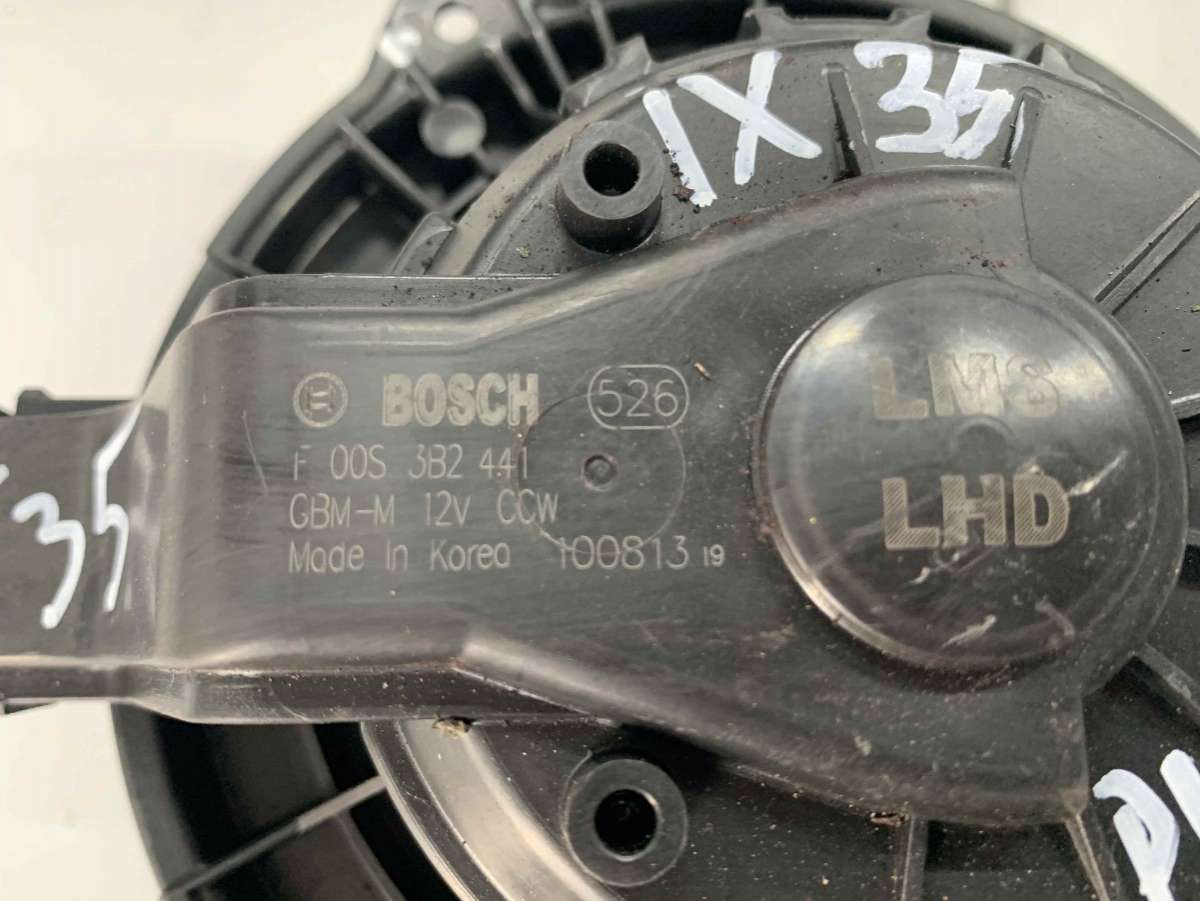 IX 35
BOSCH 526
F 00S 3B2 441
GBM-M 12V CCW
Made In Korea 100813 19
LMS
LHD
35